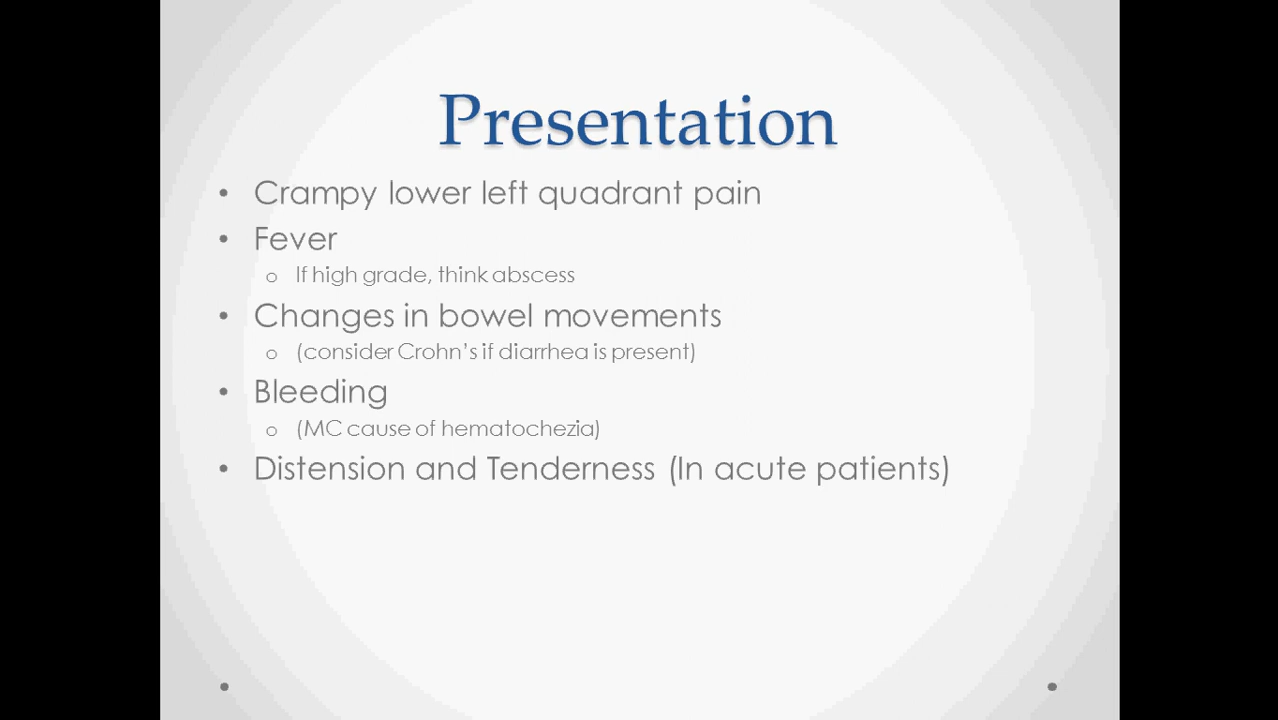 Presentation
• Crampy lower left quadrant pain
• Fever
o If high grade, think abscess
• Changes in bowel movements
o (consider Crohn's if diarrhea is present)
• Bleeding
o (MC cause of hematochezia)
• Distension and Tenderness (In acute patients)